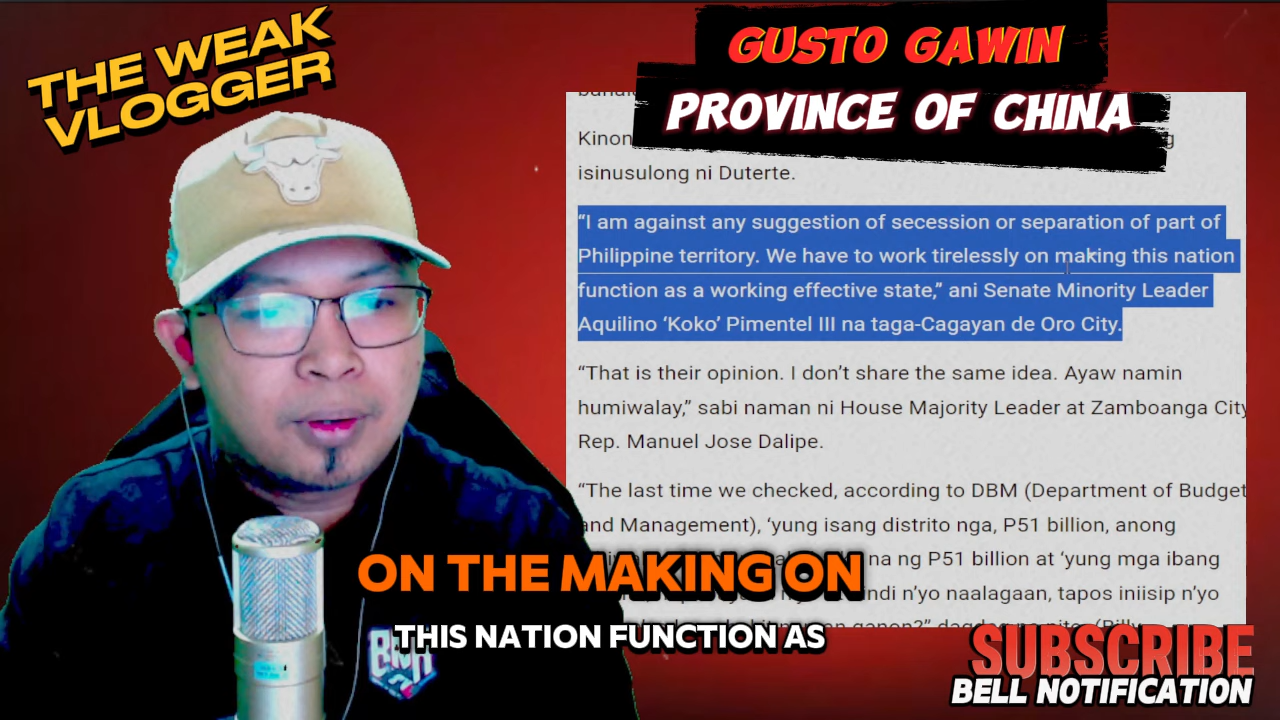 THE WEAK
VLOGGER
GUSTO GAWIN
PROVINCE OF CHINA
Kinon
isinusulong ni Duterte.
“I am against any suggestion of secession or separation of part of
Philippine territory. We have to work tirelessly on making this nation
function as a working effective state,” ani Senate Minority Leader
Aquilino ‘Koko’ Pimentel III na taga-Cagayan de Oro City.
“That is their opinion. I don’t share the same idea. Ayaw namin
humiwalay,” sabi naman ni House Majority Leader at Zamboanga City
Rep. Manuel Jose Dalipe.
“The last time we checked, according to DBM (Department of Budget
and Management), ‘yung isang distrito nga, P51 billion, anong
na ng P51 billion at ‘yung mga ibang
n’yo naalagaan, tapos iniisip n’yo
ON THE MAKING ON
THIS NATION FUNCTION AS
SUBSCRIBE
BELL NOTIFICATION